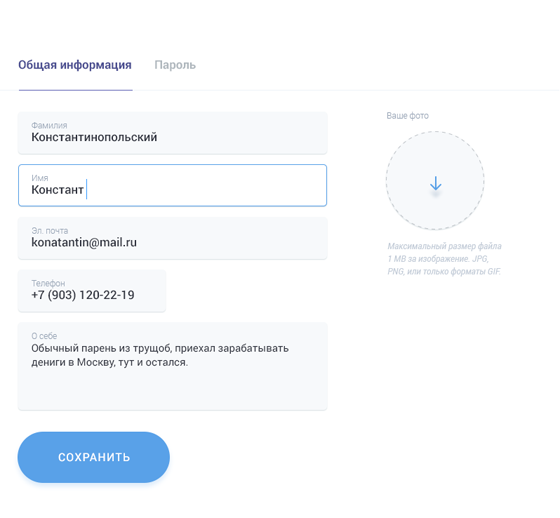 Общая информация
Пароль
Фамилия
Константинопольский
Имя
Констант
Эл. почта
konatantin@mail.ru
Телефон
+7 (903) 120-22-19
О себе
Обычный парень из трущоб, приехал зарабатывать
дениги в Москву, тут и остался.
СОХРАНИТЬ
Ваше фото
Максимальный размер файла
1 MB за изображение. JPG,
PNG, или только форматы GIF.